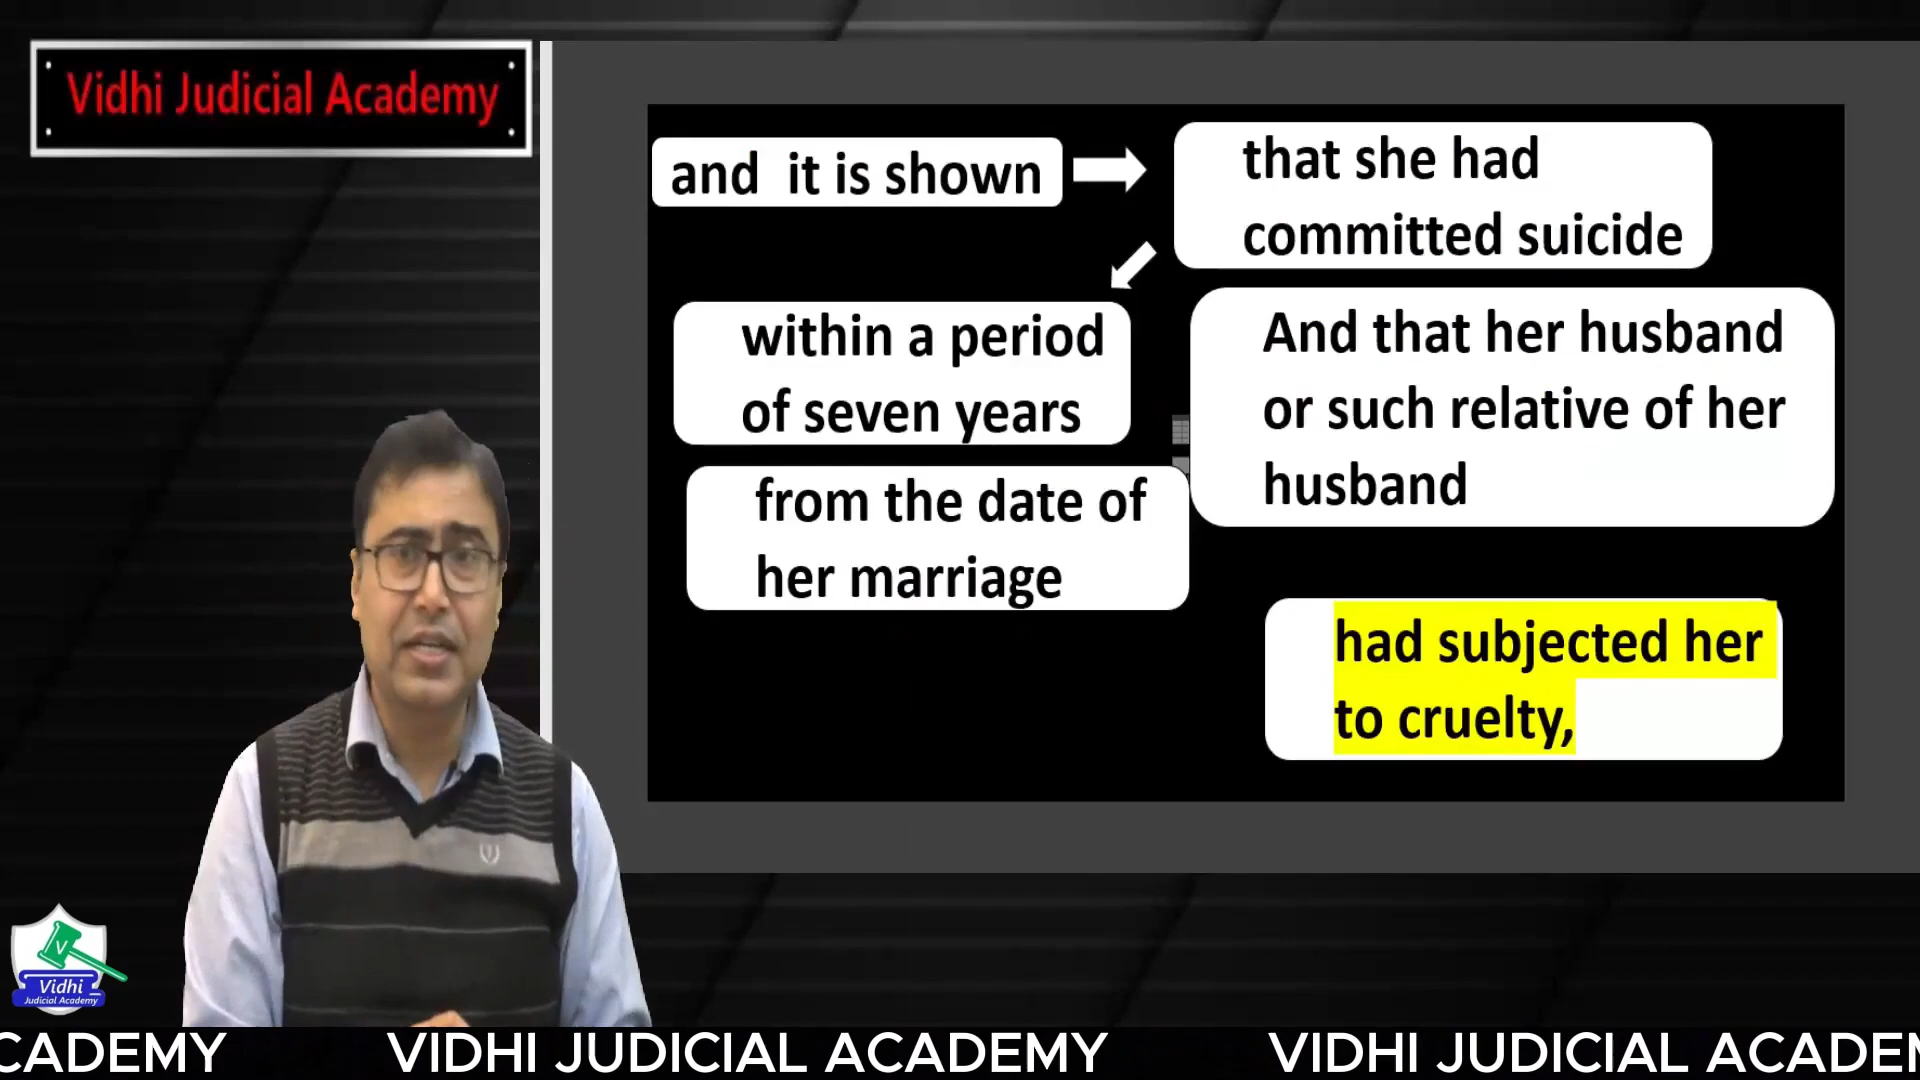 Vidhi Judicial Academy
and it is shown
that she had
committed suicide
within a period
of seven years
from the date of
her marriage
And that her husband
or such relative of her
husband
had subjected her
to cruelty,
V
Vidhi
Judicial Academy
CADEMY VIDHI JUDICIAL ACADEMY VIDHI JUDICIAL ACADEM